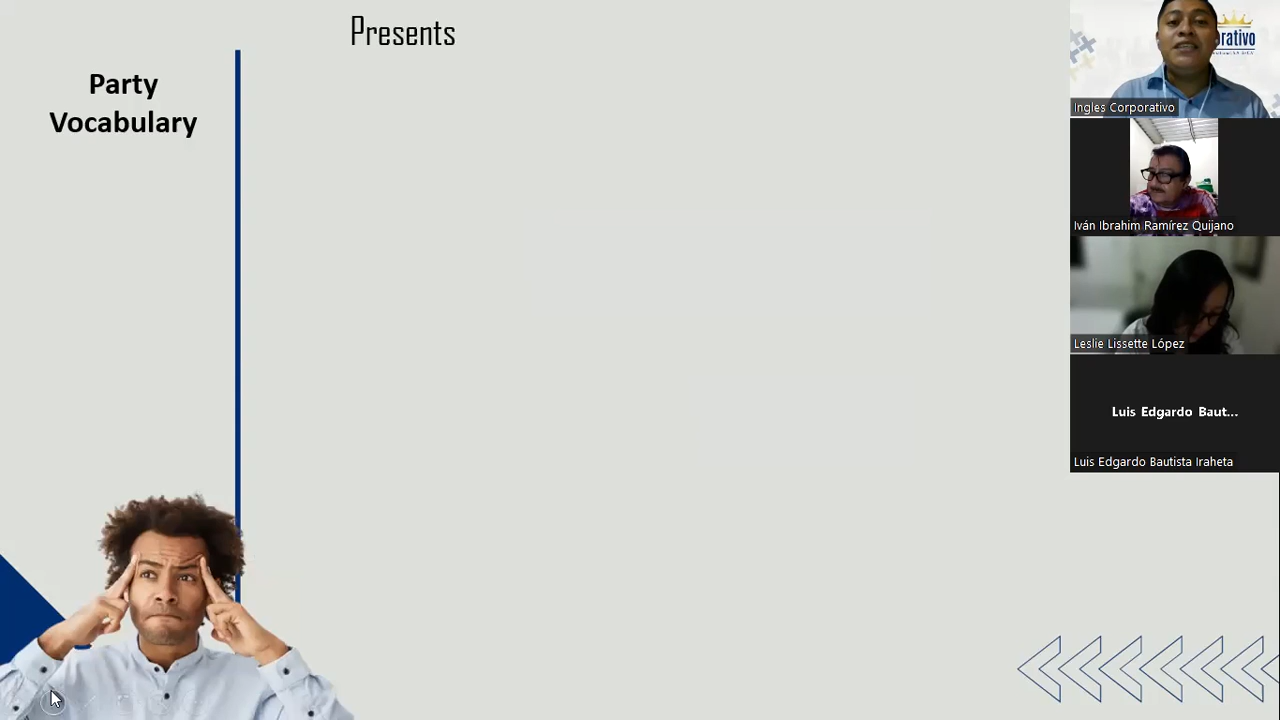 Presents
Party
Vocabulary
Ingles Corporativo
Iván Ibrahim Ramírez Quijano
Leslie Lissette López
Luis Edgardo Baut...
Luis Edgardo Bautista Iraheta